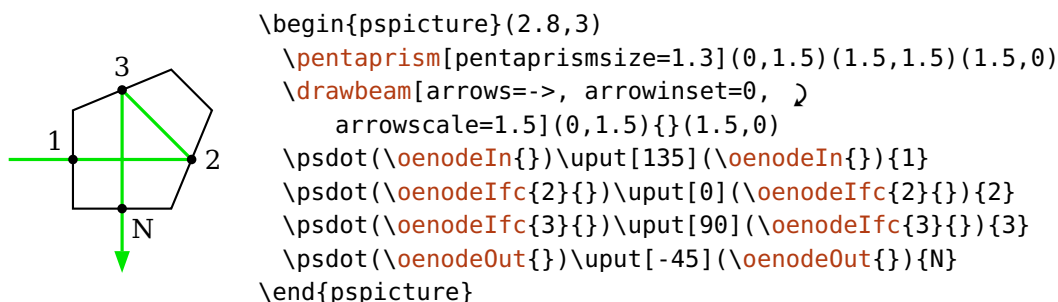 3
1
2
N
\begin{pspicture}(2.8,3)
\pentaprism[pentaprismsize=1.3](0,1.5)(1.5,1.5)(1.5,0)
\drawbeam[arrows=->, arrowinset=0,
arrowscale=1.5](0,1.5){}(1.5,0)
\psdot(\oenodeIn{})\uput[135](\oenodeIn{}){1}
\psdot(\oenodeIfc{2}{})\uput[0](\oenodeIfc{2}{}){2}
\psdot(\oenodeIfc{3}{})\uput[90](\oenodeIfc{3}{}){3}
\psdot(\oenodeOut{})\uput[-45](\oenodeOut{}){N}
\end{pspicture}